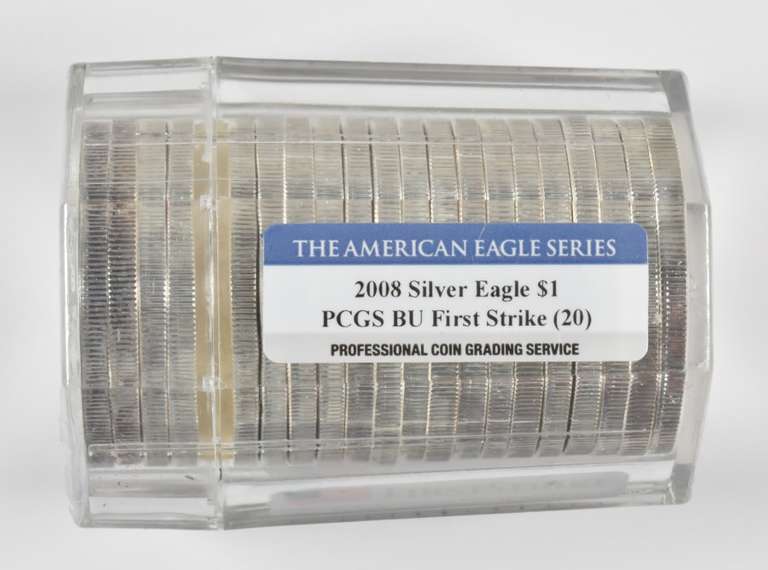 THE AMERICAN EAGLE SERIES
2008 Silver Eagle $1
PCGS BU First Strike (20)
PROFESSIONAL COIN GRADING SERVICE